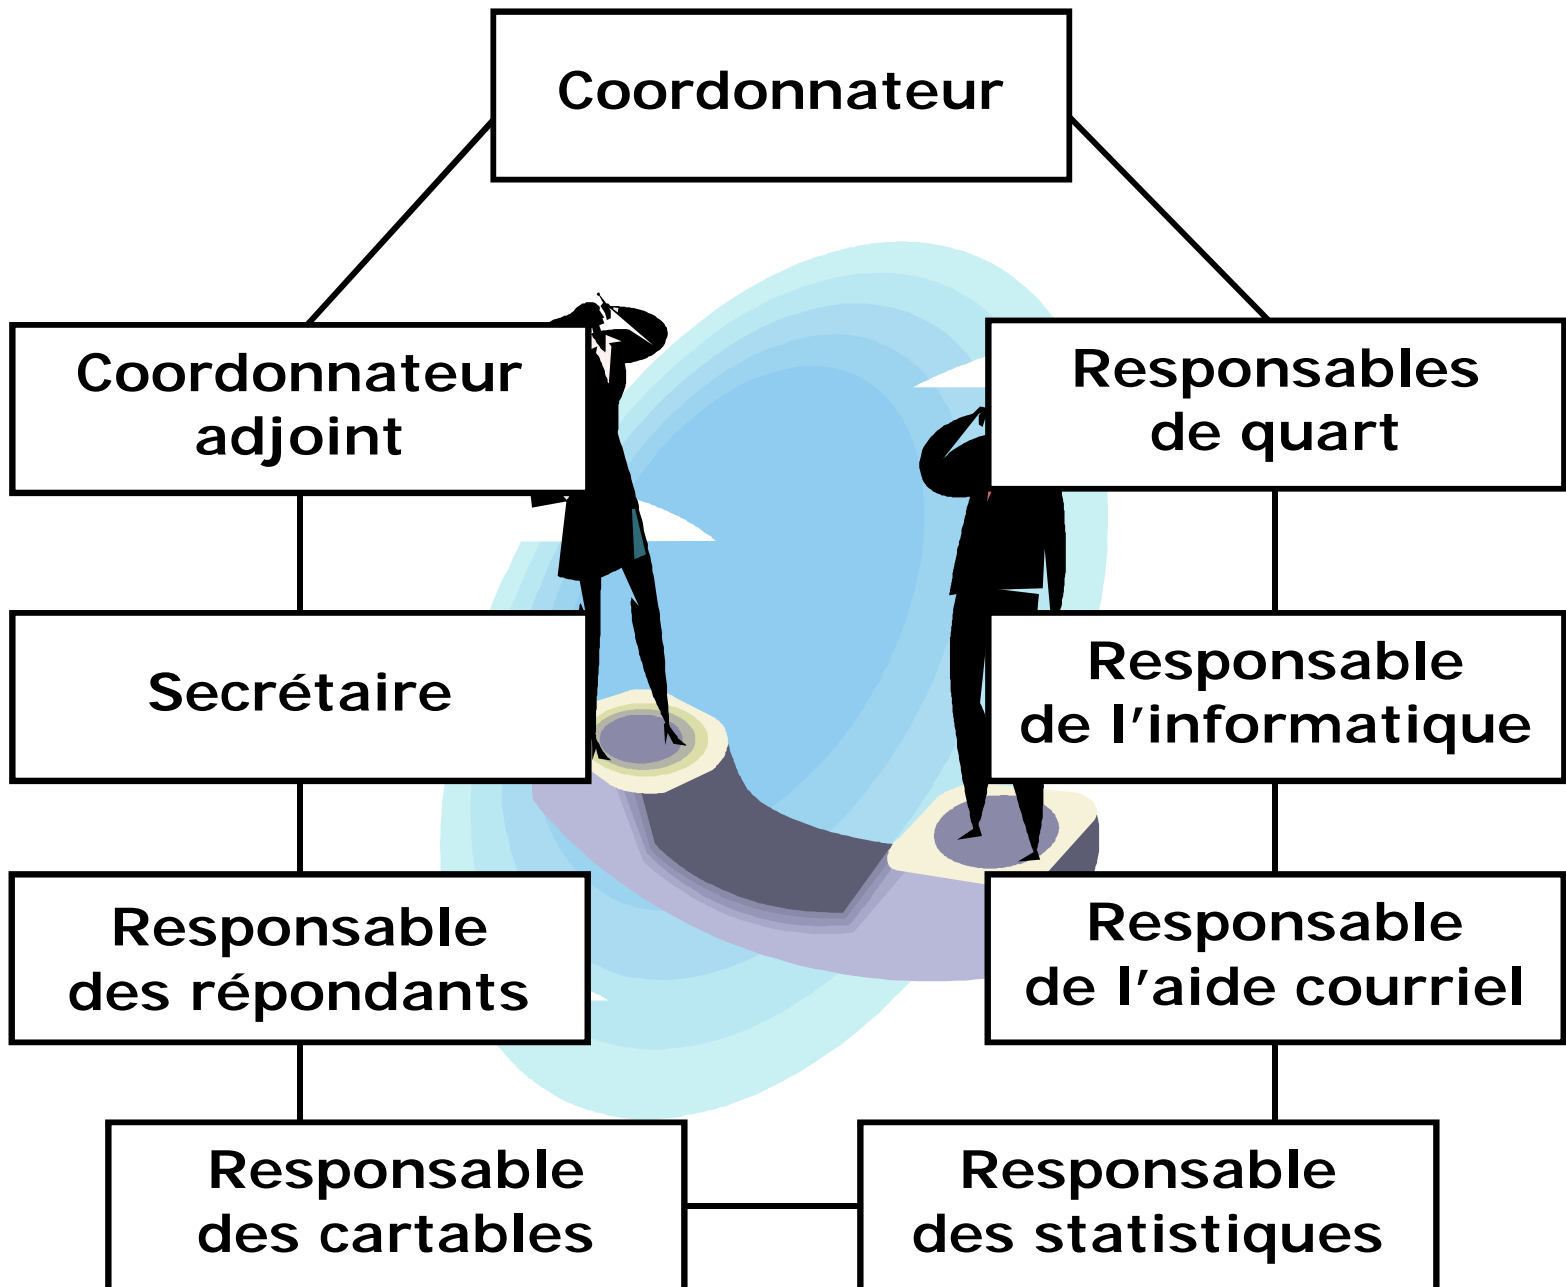 Coordonnateur
Coordonnateur
adjoint
Responsables
de quart
Secrétaire
Responsable
de l'informatique
Responsable
des répondants
Responsable
de l'aide courriel
Responsable
des cartables
Responsable
des statistiques